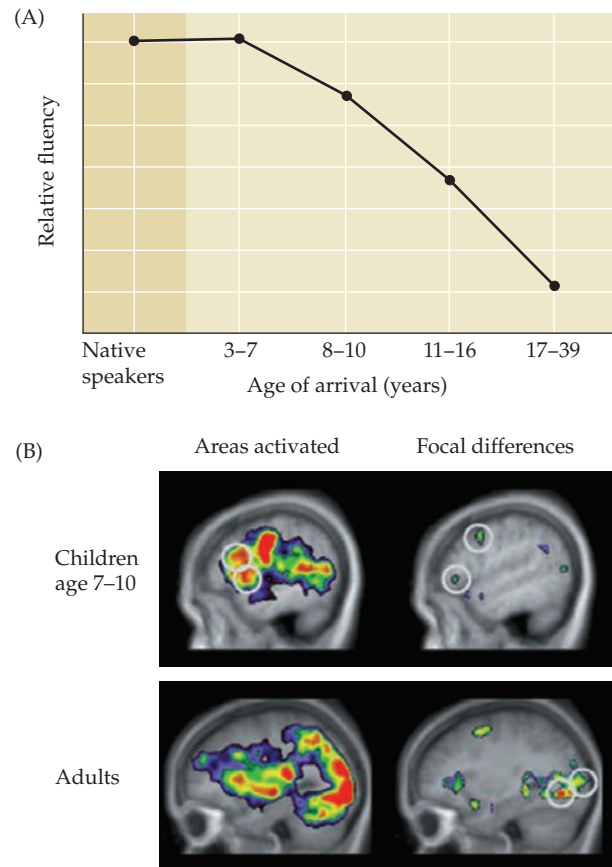 (A)
Relative fluency
Native
speakers
3–7
8–10
11–16
17–39
Age of arrival (years)
(B)
Areas activated
Focal differences
Children
age 7–10
Adults